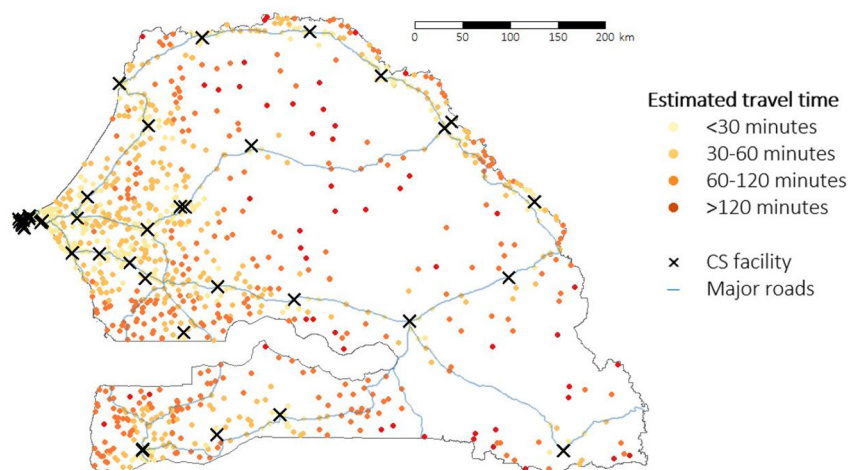 0 50 100 150 200 km
Estimated travel time
<30 minutes
30-60 minutes
60-120 minutes
>120 minutes
CS facility
Major roads